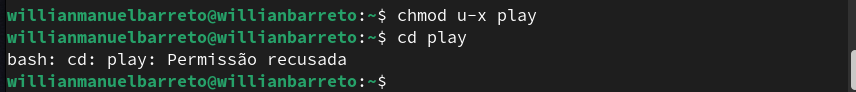 willianmanuelbarreto@willianbarreto:~$ chmod u-x play
willianmanuelbarreto@willianbarreto:~$ cd play
bash: cd: play: Permissão recusada
willianmanuelbarreto@willianbarreto:~$